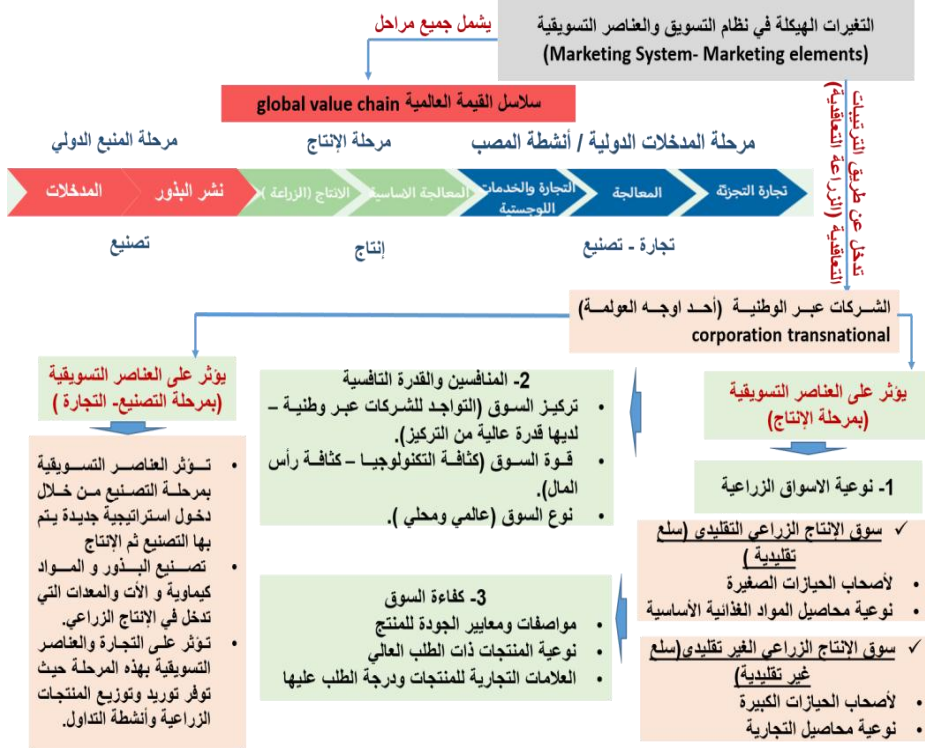 التغيرات الهيكلة في نظام التسويق والعناصر التسويقية
(Marketing System- Marketing elements)
يشمل جميع مراحل
سلاسل القيمة العالمية global value chain
مرحلة المنبع الدولي
مرحلة الإنتاج
مرحلة المدخلات الدولية / أنشطة المصب
المدخلات
نشر البذور
الانتاج (الزراعة)
المعالجة الاساسية
التجارة والخدمات
اللوجستية
المعالجة
تجارة التجزئة
تصنيع
إنتاج
تجارة - تصنيع
تدخل عن طريق الترتيبات
التعاقدية (الزراعة التعاقدية)
الشركات عبر الوطنية (أحد اوجه العولمة)
corporation transnational
يؤثر على العناصر التسويقية
(بمرحلة الإنتاج)
1- نوعية الاسواق الزراعية
✓ سوق الإنتاج الزراعي التقليدي (سلع
تقليدية )
• لأصحاب الحيازات الصغيرة
• نوعية محاصيل المواد الغذائية الأساسية
✓ سوق الإنتاج الزراعي الغير تقليدي(سلع
غير تقليدية)
• لأصحاب الحيازات الكبيرة
• نوعية محاصيل التجارية
2- المنافسين والقدرة التافسية
• تركيز السوق (التواجد للشركات عبر وطنية –
لديها قدرة عالية من التركيز).
• قوة السوق (كثافة التكنولوجيا – كثافة رأس
المال).
• نوع السوق (عالمي ومحلي ).
3- كفاءة السوق
• مواصفات ومعايير الجودة للمنتج
• نوعية المنتجات ذات الطلب العالي
• العلامات التجارية للمنتجات ودرجة الطلب عليها
يؤثر على العناصر التسويقية
(بمرحلة التصنيع- التجارة )
• تؤثر العناصر التسويقية
بمرحلة التصنيع من خلال
دخول استراتيجية جديدة يتم
بها التصنيع ثم الإنتاج
• تصنيع البذور و المواد
كيماوية و الأت والمعدات التي
تدخل في الإنتاج الزراعي.
• تؤثر على التجارة والعناصر
التسويقية بهذه المرحلة حيث
توفر توريد وتوزيع المنتجات
الزراعية وأنشطة التداول.